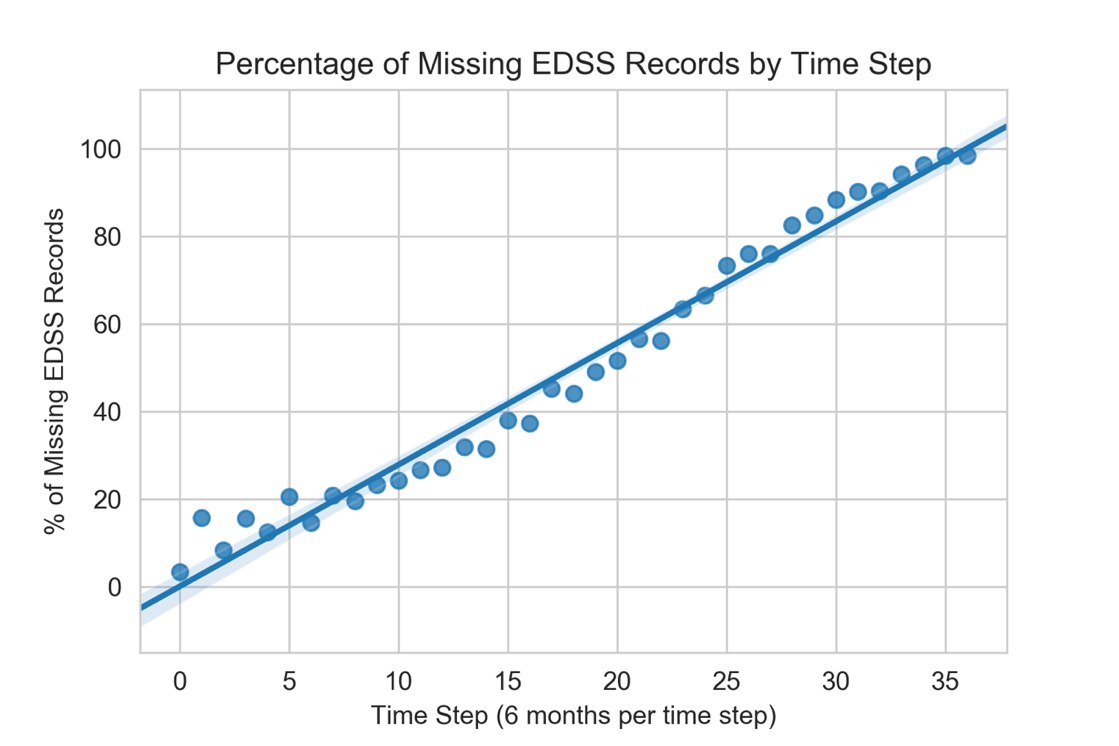 Percentage of Missing EDSS Records by Time Step
% of Missing EDSS Records
100
80
60
40
20
0
0 5 10 15 20 25 30 35
Time Step (6 months per time step)